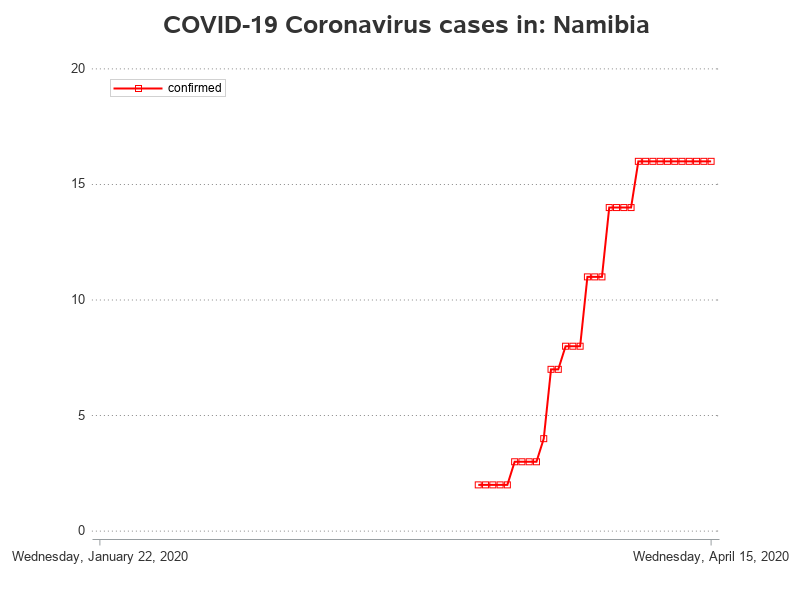 COVID-19 Coronavirus cases in: Namibia
20
confirmed
15
10
5
0
Wednesday, January 22, 2020
Wednesday, April 15, 2020